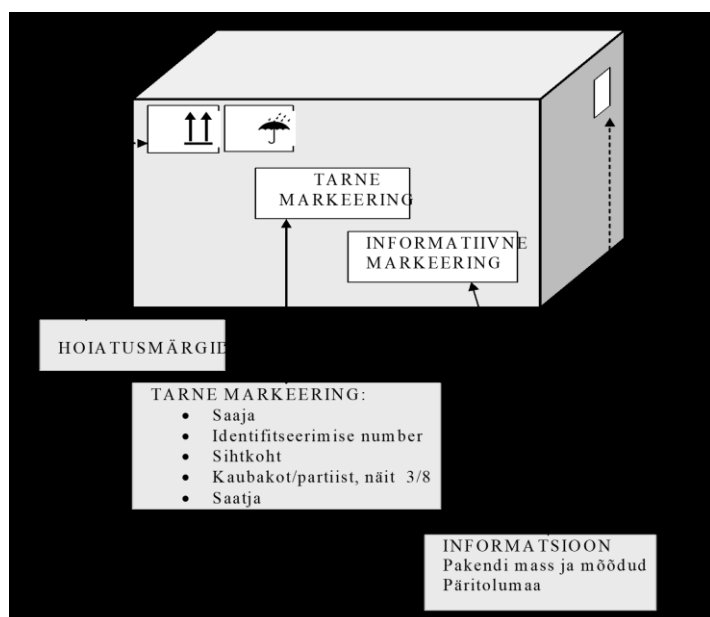 TARNE
MARKEERING
INFORMATIIVNE
MARKEERING
HOIATUSMÄRGID
TARNE MARKEERING:
• Saaja
• Identifitseerimise number
• Sihtkoht
• Kaubakot/partiist, näit 3/8
• Saatja
INFORMATSIOON
Pakendi mass ja mõõdud
Päritolumaa